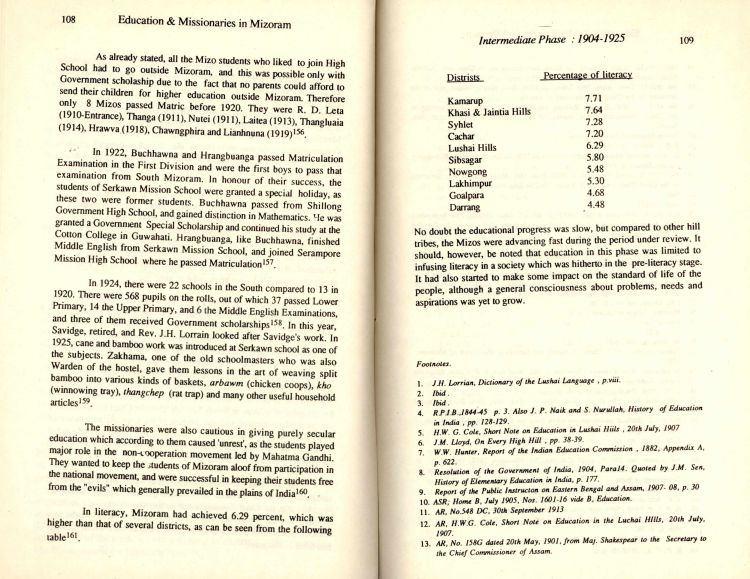 108 Education & Missionaries in Mizoram
As already stated, all the Mizo students who liked to join High
School had to go outside Mizoram, and this was possible only with
Government scholaship due to the fact that no parents could afford to
send their children for higher education outside Mizoram. Therefore
only 8 Mizos passed Matric before 1920. They were R. D. Leta
(1910-Entrance), Thanga (1911), Nutei (1911), Laitea (1913), Thangluaia
(1914), Hrawva (1918), Chawngphira and Lianhnuna (1919)156.
In 1922, Buchhawna and Hrangbuanga passed Matriculation
Examination in the First Division and were the first boys to pass that
examination from South Mizoram. In honour of their success, the
students of Serkawn Mission School were granted a special holiday, as
these two were former students. Buchhawna passed from Shillong
Government High School, and gained distinction in Mathematics. He was
granted a Government Special Scholarship and continued his study at the
Cotton College in Guwahati. Hrangbuanga, like Buchhawna, finished
Middle English from Serkawn Mission School, and joined Serampore
Mission High School where he passed Matriculation157.
In 1924, there were 22 schools in the South compared to 13 in
1920. There were 568 pupils on the rolls, out of which 37 passed Lower
Primary, 14 the Upper Primary, and 6 the Middle English Examinations,
and three of them received Government scholarships158. In this year,
Savidge, retired, and Rev. J.H. Lorrain looked after Savidge's work. In
1925, cane and bamboo work was introduced at Serkawn school as one of
the subjects. Zakhama, one of the old schoolmasters who was also
Warden of the hostel, gave them lessons in the art of weaving split
bamboo into various kinds of baskets, arbawm (chicken coops), kho
(winnowing tray), thangchep (rat trap) and many other useful household
articles159.
The missionaries were also cautious in giving purely secular
education which according to them caused 'unrest', as the students played
major role in the non-cooperation movement led by Mahatma Gandhi.
They wanted to keep the students of Mizoram aloof from participation in
the national movement, and were successful in keeping their students free
from the "evils" which generally prevailed in the plains of India160.
In literacy, Mizoram had achieved 6.29 percent, which was
higher than that of several districts, as can be seen from the following
table161.
Intermediate Phase : 1904-1925 109
Distrists Percentage of literacy
Kamarup 7.71
Khasi & Jaintia Hills 7.64
Syhlet 7.28
Cachar 7.20
Lushai Hills 6.29
Sibsagar 5.80
Nowgong 5.48
Lakhimpur 5.30
Goalpara 4.68
Darrang 4.48
No doubt the educational progress was slow, but compared to other hill
tribes, the Mizos were advancing fast during the period under review. It
should, however, be noted that education in this phase was limited to
infusing literacy in a society which was hitherto in the pre-literacy stage.
It had also started to make some impact on the standard of life of the
people, although a general consciousness about problems, needs and
aspirations was yet to grow.
Footnotes.
1. J.H. Lorrian, Dictionary of the Lushai Language , p.viii.
2. Ibid .
3. Ibid .
4. R.P.I.B.,1844-45 p. 3. Also J. P. Naik and S. Nurullah, History of Education
in India , pp. 128-129.
5. H.W. G. Cole, Short Note on Education in Lushai Hiils , 20th July, 1907
6. J.M. Lloyd, On Every High Hill , pp. 38-39.
7. W.W. Hunter, Report of the Indian Education Commission , 1882, Appendix A,
p. 622.
8. Resolution of the Government of India, 1904, Para14. Quoted by J.M. Sen,
History of Elementary Education in India, p. 177.
9. Report of the Public Instructon on Eastern Bengal and Assam, 1907- 08, p. 30
10. ASR; Home B, July 1905, Nos. 1601-16 vide B, Education.
11. AR, No.548 DC, 30th September 1913
12. AR, H.W.G. Cole, Short Note on Education in the Luchai HIlls, 20th July,
1907.
13. AR, No. 158G dated 20th May, 1901, from Maj. Shakespear to the Secretary to
the Chief Commissioner of Assam.